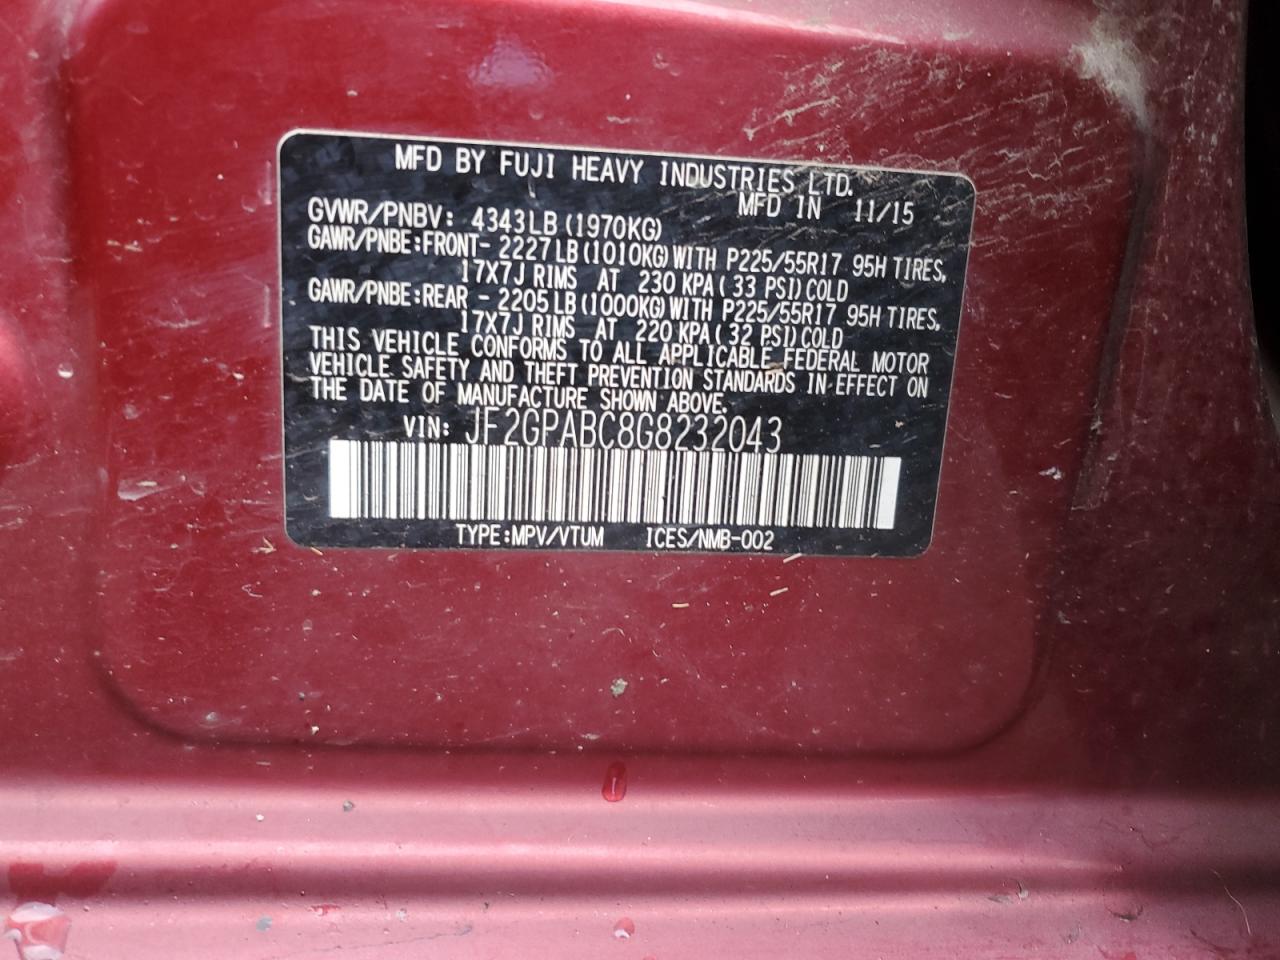 MFD BY FUJI HEAVY INDUSTRIES LTD.
MFD IN 11/15
GVWR/PNBV: 4343LB (1970KG)
GAWR/PNBE:FRONT- 2227LB (1010KG) WITH P225/55R17 95H TIRES,
17X7J RIMS AT 230 KPA( 33 PSI) COLD
GAWR/PNBE:REAR - 2205LB (1000KG) WITH P225/55R17 95H TIRES,
17X7J RIMS AT 220 KPA( 32 PSI) COLD
THIS VEHICLE CONFORMS TO ALL APPLICABLE FEDERAL MOTOR
VEHICLE SAFETY AND THEFT PREVENTION STANDARDS IN EFFECT ON
THE DATE OF MANUFACTURE SHOWN ABOVE.
VIN: JF2GPABC8G8232043
TYPE:MPV/VTUM ICES/NMB-002